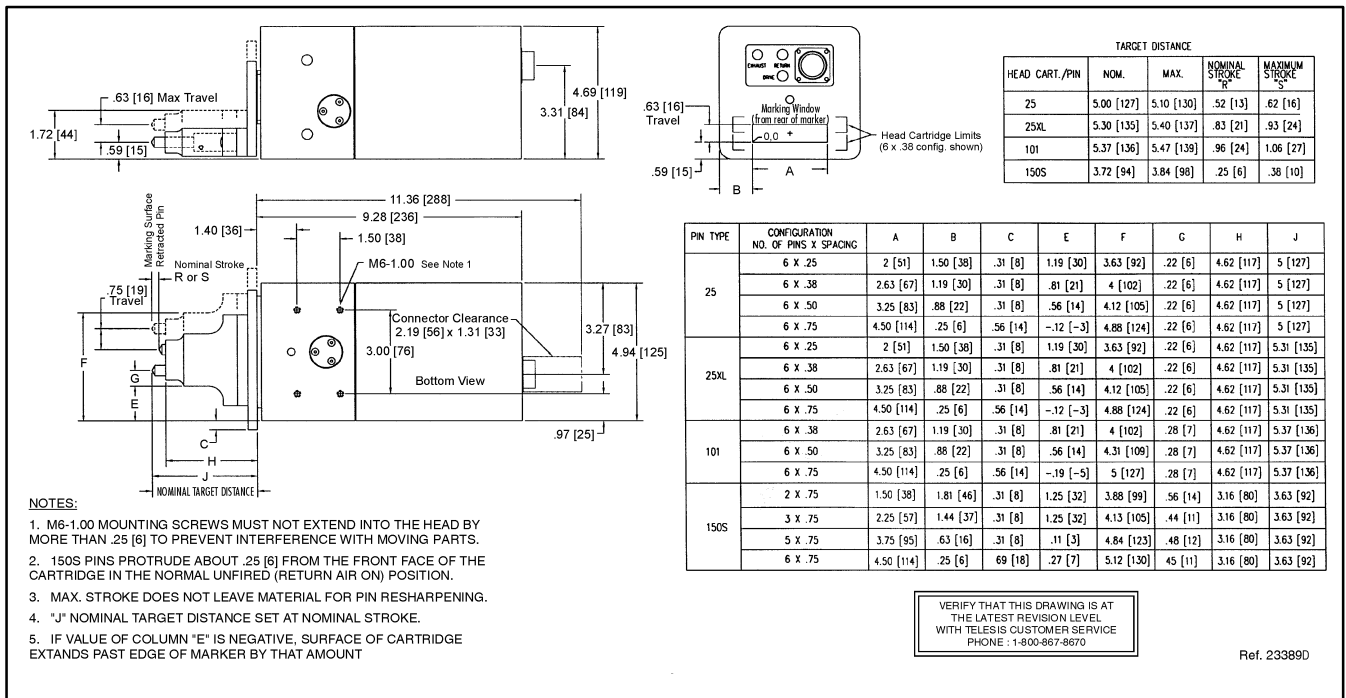 .63 [16] Max Travel
1.72 [44]
.59 [15]
3.31 [84]
4.69 [119]
EXHAUST RETURN
DRIVE
.63 [16]
Travel
Marking Window
(from rear of marker)
0,0 +
Head Cartridge Limits
(6 x .38 config. shown)
.59 [15]
A
B
TARGET DISTANCE
HEAD CART./PIN NOM. MAX. NOMINAL STROKE "R" MAXIMUM STROKE "S"
25 5.00 [127] 5.10 [130] .52 [13] .62 [16]
25XL 5.30 [135] 5.40 [137] .83 [21] .93 [24]
101 5.37 [136] 5.47 [139] .96 [24] 1.06 [27]
150S 3.72 [94] 3.84 [98] .25 [6] .38 [10]
11.36 [288]
9.28 [236]
1.40 [36]
1.50 [38]
Marking Surface
Retracted Pin
Nominal Stroke
R or S
M6-1.00 See Note 1
.75 [19]
Travel
Connector Clearance
2.19 [56] x 1.31 [33]
3.00 [76]
3.27 [83]
4.94 [125]
Bottom View
.97 [25]
F
G
E
C
H
J
NOMINAL TARGET DISTANCE
PIN TYPE CONFIGURATION NO. OF PINS X SPACING A B C E F G H J
25
6 X .25 2 [51] 1.50 [38] .31 [8] 1.19 [30] 3.63 [92] .22 [6] 4.62 [117] 5 [127]
6 X .38 2.63 [67] 1.19 [30] .31 [8] .81 [21] 4 [102] .22 [6] 4.62 [117] 5 [127]
6 X .50 3.25 [83] .88 [22] .31 [8] .56 [14] 4.12 [105] .22 [6] 4.62 [117] 5 [127]
6 X .75 4.50 [114] .25 [6] .56 [14] -.12 [-3] 4.88 [124] .22 [6] 4.62 [117] 5 [127]
25XL
6 X .25 2 [51] 1.50 [38] .31 [8] 1.19 [30] 3.63 [92] .22 [6] 4.62 [117] 5.31 [135]
6 X .38 2.63 [67] 1.19 [30] .31 [8] .81 [21] 4 [102] .22 [6] 4.62 [117] 5.31 [135]
6 X .50 3.25 [83] .88 [22] .31 [8] .56 [14] 4.12 [105] .22 [6] 4.62 [117] 5.31 [135]
6 X .75 4.50 [114] .25 [6] .56 [14] -.12 [-3] 4.88 [124] .22 [6] 4.62 [117] 5.31 [135]
101
6 X .38 2.63 [67] 1.19 [30] .31 [8] .81 [21] 4 [102] .28 [7] 4.62 [117] 5.37 [136]
6 X .50 3.25 [83] .88 [22] .31 [8] .56 [14] 4.31 [109] .28 [7] 4.62 [117] 5.37 [136]
6 X .75 4.50 [114] .25 [6] .56 [14] -.19 [-5] 5 [127] .28 [7] 4.62 [117] 5.37 [136]
150S
2 X .75 1.50 [38] 1.81 [46] .31 [8] 1.25 [32] 3.88 [99] .56 [14] 3.16 [80] 3.63 [92]
3 X .75 2.25 [57] 1.44 [37] .31 [8] 1.25 [32] 4.13 [105] .44 [11] 3.16 [80] 3.63 [92]
5 X .75 3.75 [95] .63 [16] .31 [8] .11 [3] 4.84 [123] .48 [12] 3.16 [80] 3.63 [92]
6 X .75 4.50 [114] .25 [6] 69 [18] .27 [7] 5.12 [130] 45 [11] 3.16 [80] 3.63 [92]
NOTES:
1. M6-1.00 MOUNTING SCREWS MUST NOT EXTEND INTO THE HEAD BY
MORE THAN .25 [6] TO PREVENT INTERFERENCE WITH MOVING PARTS.
2. 150S PINS PROTRUDE ABOUT .25 [6] FROM THE FRONT FACE OF THE
CARTRIDGE IN THE NORMAL UNFIRED (RETURN AIR ON) POSITION.
3. MAX. STROKE DOES NOT LEAVE MATERIAL FOR PIN RESHARPENING.
4. "J" NOMINAL TARGET DISTANCE SET AT NOMINAL STROKE.
5. IF VALUE OF COLUMN "E" IS NEGATIVE, SURFACE OF CARTRIDGE
EXTANDS PAST EDGE OF MARKER BY THAT AMOUNT
VERIFY THAT THIS DRAWING IS AT
THE LATEST REVISION LEVEL
WITH TELESIS CUSTOMER SERVICE
PHONE : 1-800-867-8670
Ref. 23389D